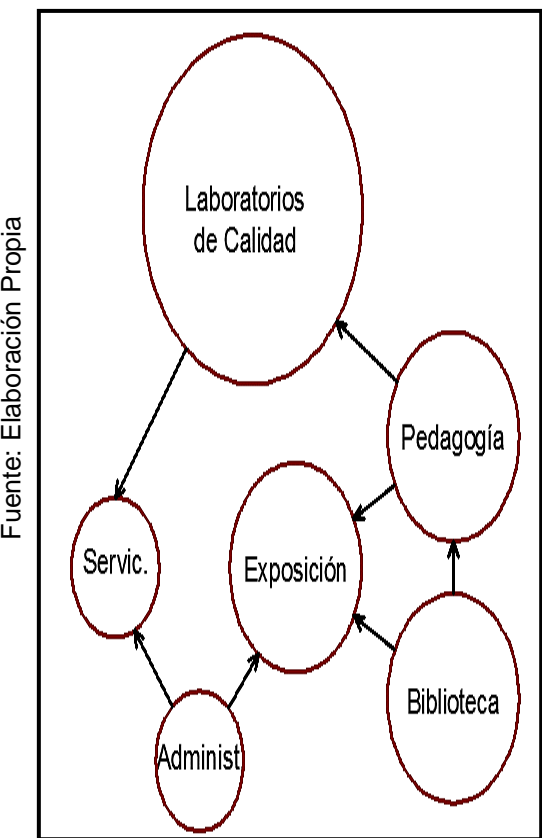 Laboratorios
de Calidad
Pedagogía
Servic.
Exposición
Biblioteca
Administ
Fuente: Elaboración Propia